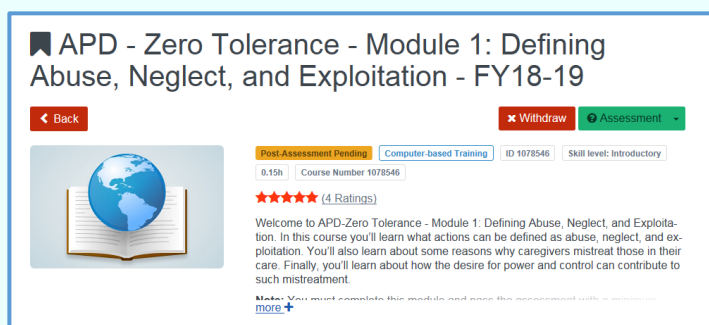 APD - Zero Tolerance - Module 1: Defining
Abuse, Neglect, and Exploitation - FY18-19
Back
Withdraw
Assessment
Post-Assessment Pending
Computer-based Training
ID 1078546
Skill level: Introductory
0.15h
Course Number 1078546
(4 Ratings)
Welcome to APD-Zero Tolerance - Module 1: Defining Abuse, Neglect, and Exploita-
tion. In this course you'll learn what actions can be defined as abuse, neglect, and ex-
ploitation. You'll also learn about some reasons why caregivers mistreat those in their
care. Finally, you'll learn about how the desire for power and control can contribute to
such mistreatment.
Note: You must complete this module and pass the assessment with a minimum
more +